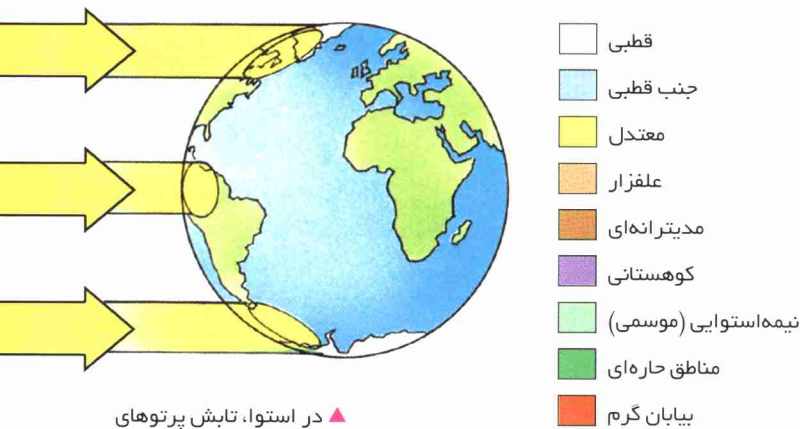 قطبی
جنب قطبی
معتدل
علفزار
مدیترانه‌ای
کوهستانی
نیمه‌استوایی (موسمی)
مناطق حاره‌ای
بیابان گرم
▲ در استوا، تابش پرتوهای